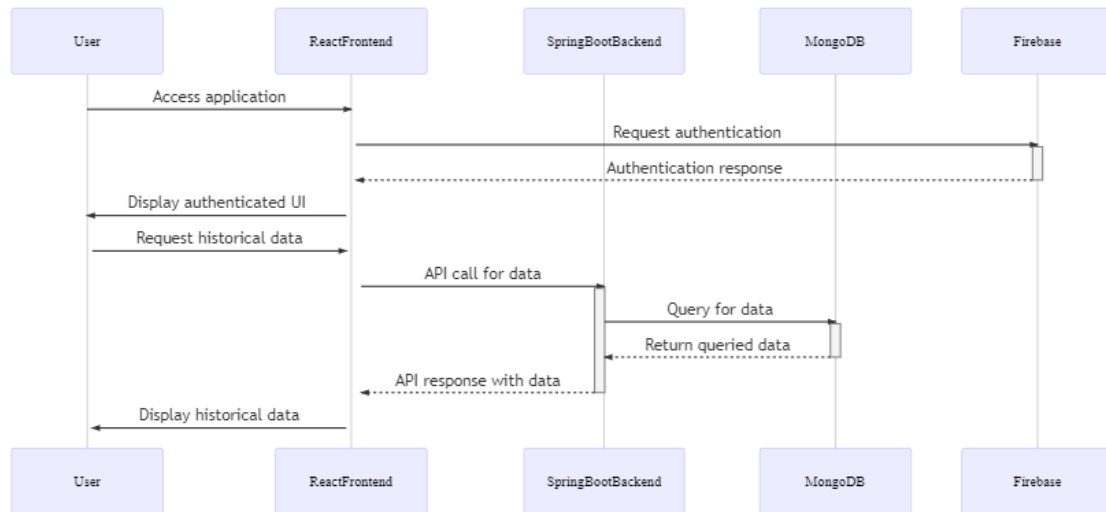 User
ReactFrontend
SpringBootBackend
MongoDB
Firebase
Access application
Request authentication
Authentication response
Display authenticated UI
Request historical data
API call for data
Query for data
Return queried data
API response with data
Display historical data
User
ReactFrontend
SpringBootBackend
MongoDB
Firebase